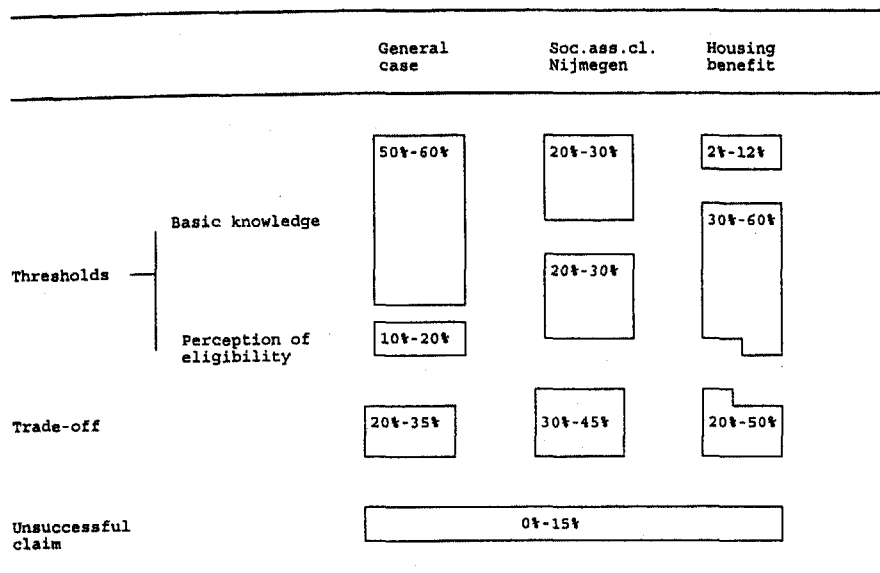 General case
Soc.ass.cl. Nijmegen
Housing benefit
50%-60%
20%-30%
2%-12%
Basic knowledge
30%-60%
20%-30%
Thresholds
Perception of eligibility
10%-20%
Trade-off
20%-35%
30%-45%
20%-50%
Unsuccessful claim
0%-15%